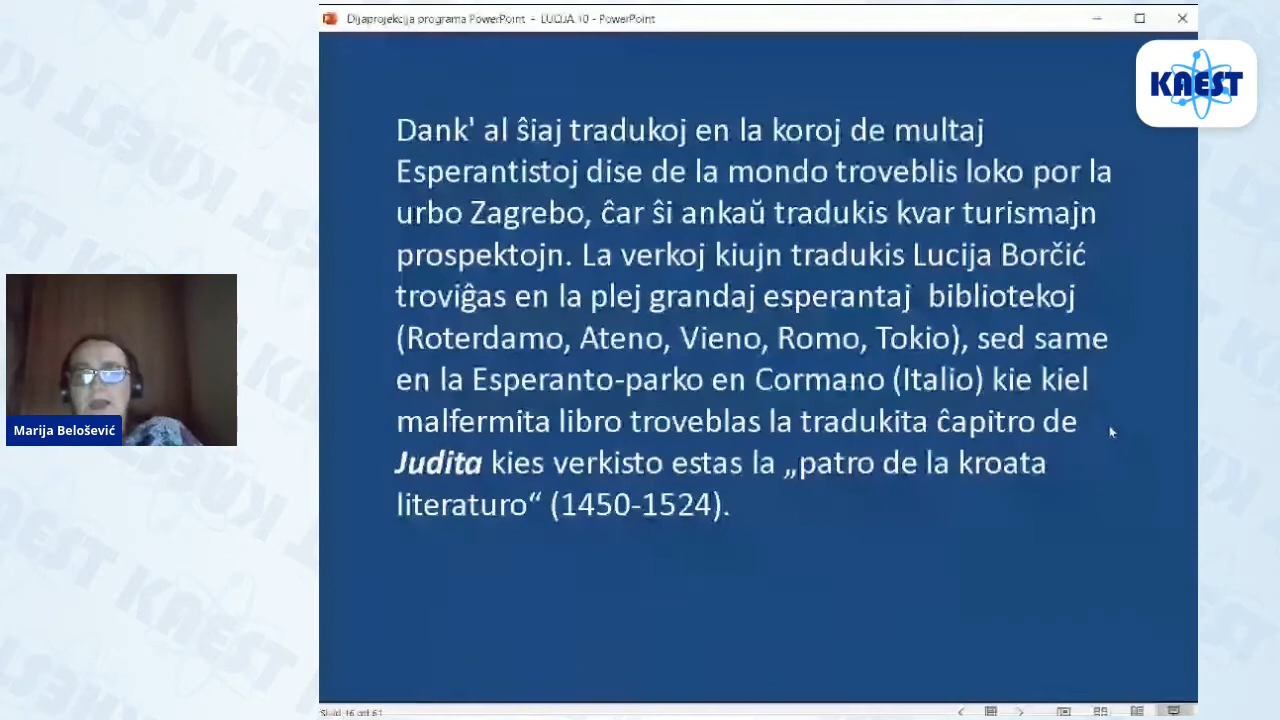 Dijaprojekcija programa PowerPoint - LUCIJA 10 - PowerPoint
KAEST
Dank' al ŝiaj tradukoj en la koroj de multaj
Esperantistoj dise de la mondo troveblis loko por la
urbo Zagrebo, ĉar ŝi ankaŭ tradukis kvar turismajn
prospektojn. La verkoj kiujn tradukis Lucija Borčić
troviĝas en la plej grandaj esperantaj bibliotekoj
(Roterdamo, Ateno, Vieno, Romo, Tokio), sed same
en la Esperanto-parko en Cormano (Italio) kie kiel
malfermita libro troveblas la tradukita ĉapitro de
Judita kies verkisto estas la „patro de la kroata
literaturo“ (1450-1524).
Marija Belošević
Slajd 16 od 61